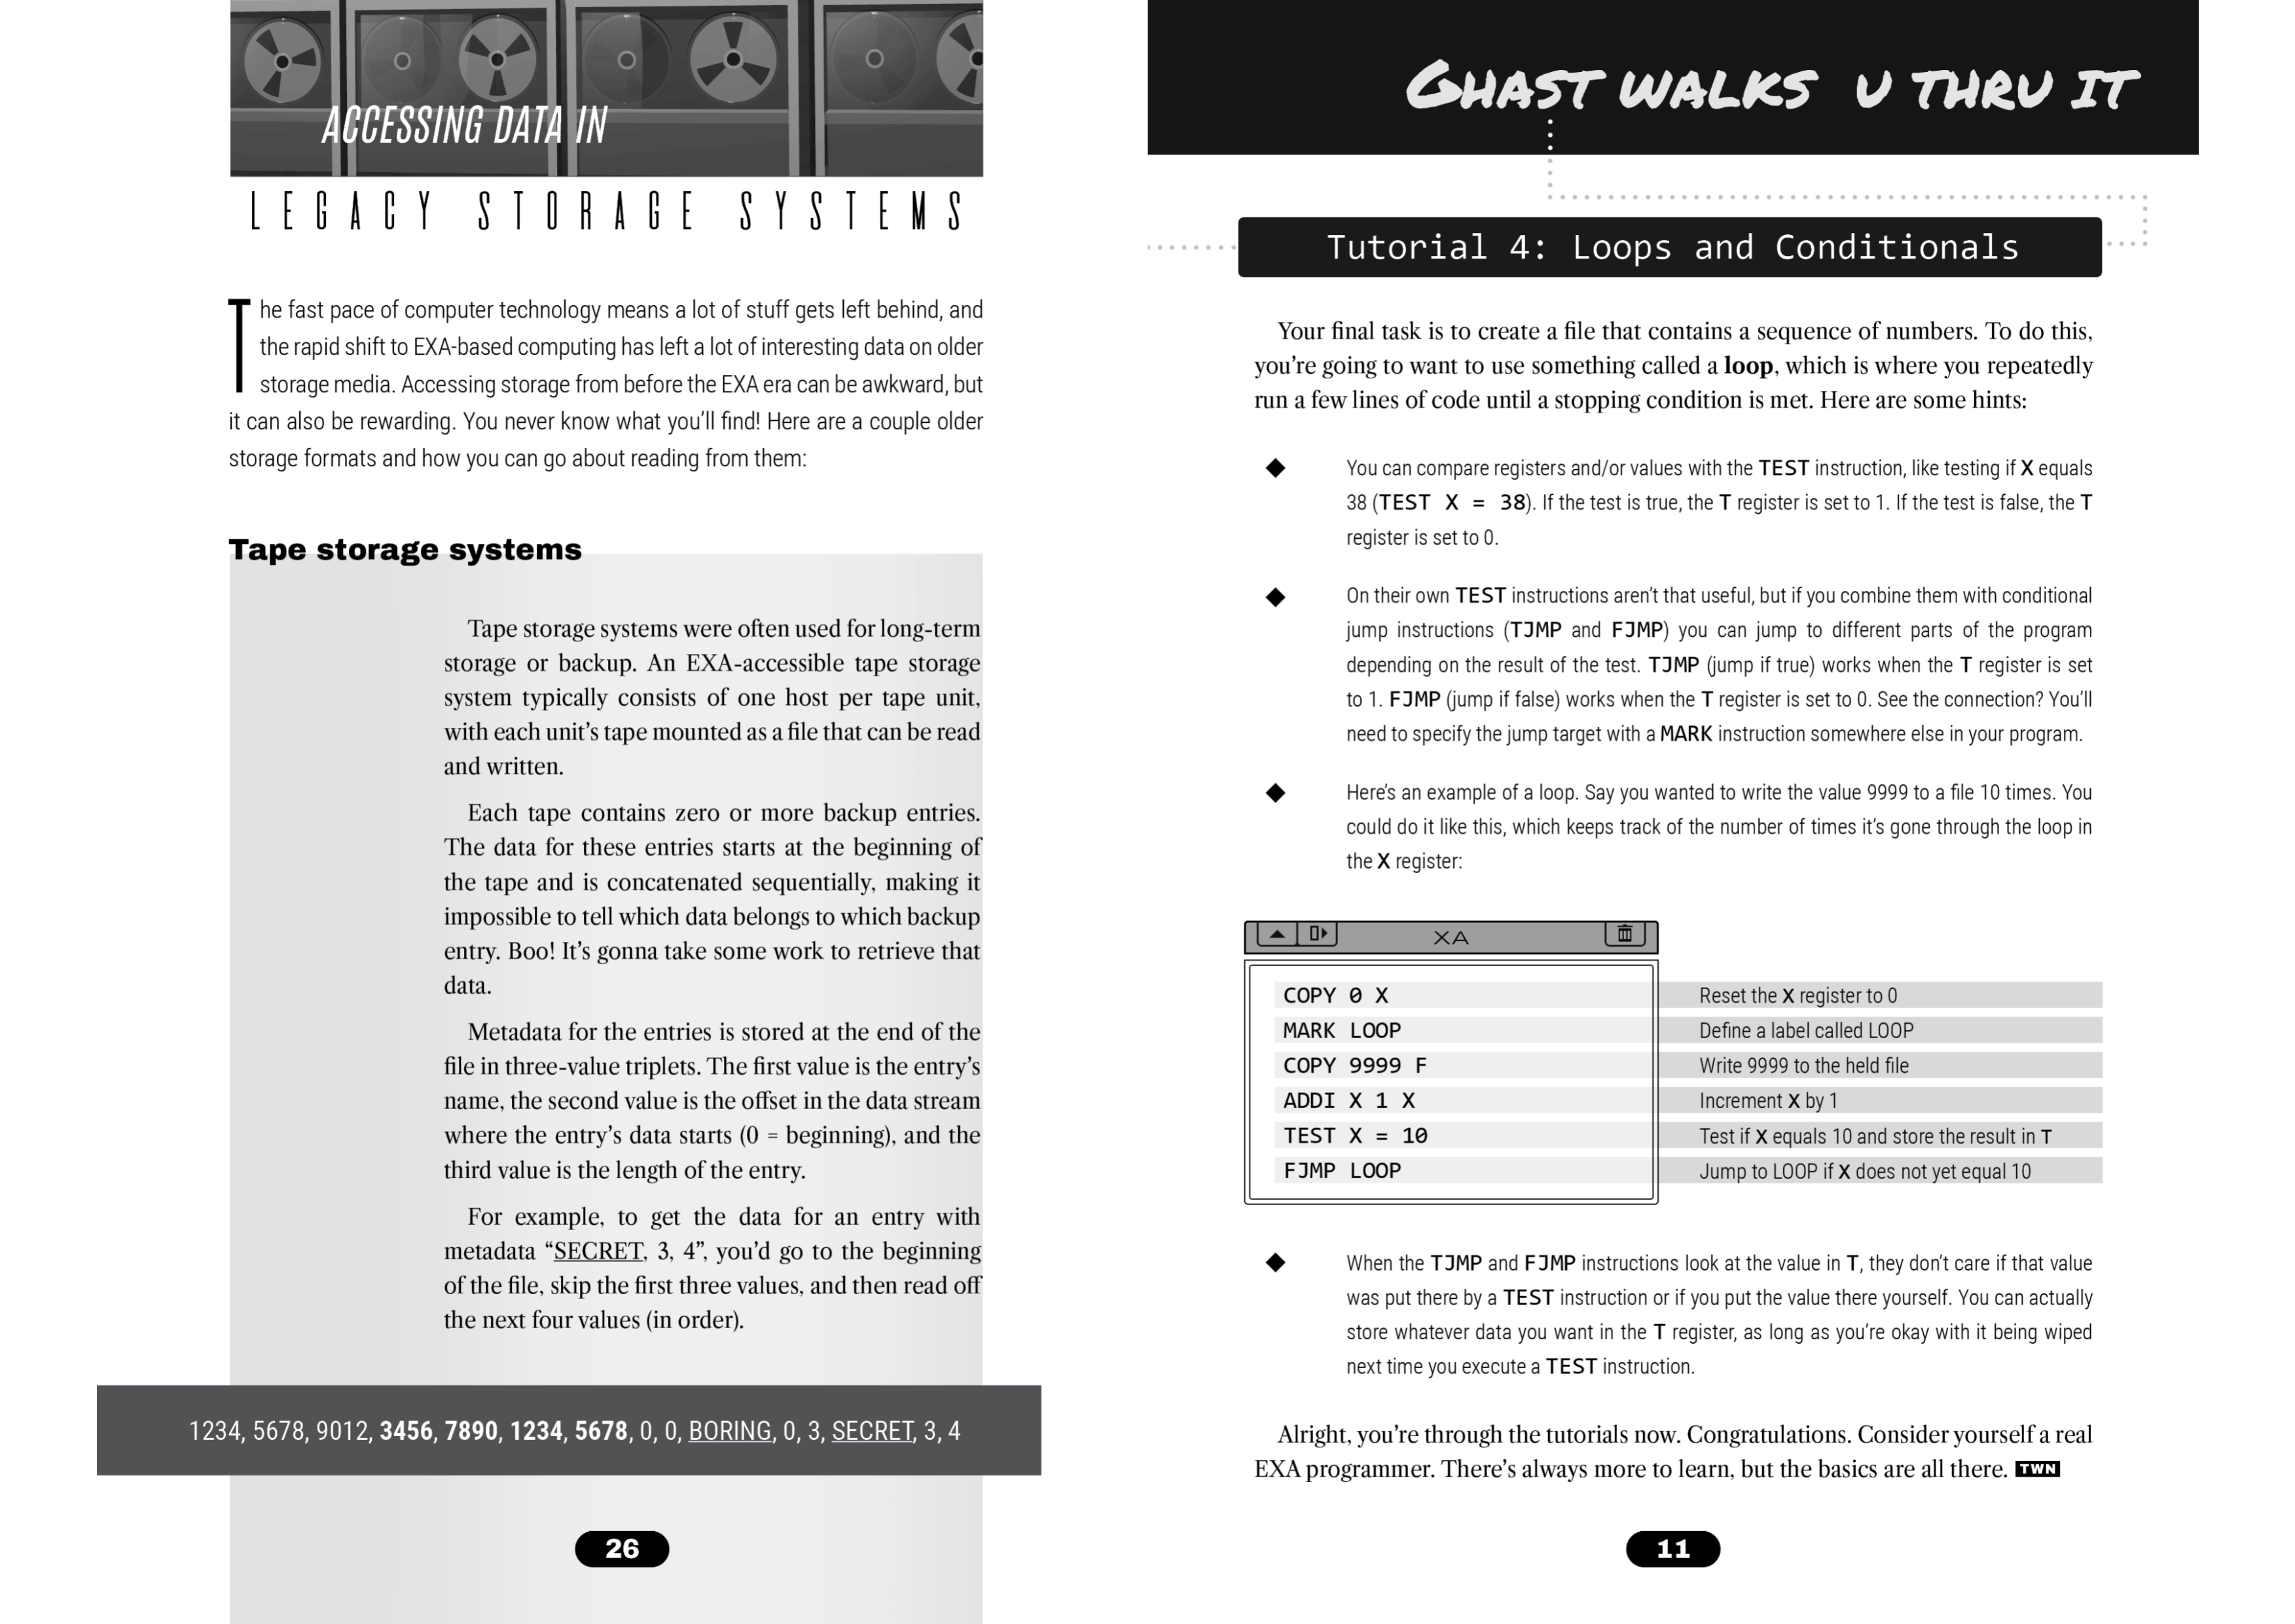 ACCESSING DATA IN
LEGACY STORAGE SYSTEMS
The fast pace of computer technology means a lot of stuff gets left behind, and
the rapid shift to EXA-based computing has left a lot of interesting data on older
storage media. Accessing storage from before the EXA era can be awkward, but
it can also be rewarding. You never know what you'll find! Here are a couple older
storage formats and how you can go about reading from them:
Tape storage systems
Tape storage systems were often used for long-term
storage or backup. An EXA-accessible tape storage
system typically consists of one host per tape unit,
with each unit's tape mounted as a file that can be read
and written.
Each tape contains zero or more backup entries.
The data for these entries starts at the beginning of
the tape and is concatenated sequentially, making it
impossible to tell which data belongs to which backup
entry. Boo! It's gonna take some work to retrieve that
data.
Metadata for the entries is stored at the end of the
file in three-value triplets. The first value is the entry's
name, the second value is the offset in the data stream
where the entry's data starts (0 = beginning), and the
third value is the length of the entry.
For example, to get the data for an entry with
metadata “SECRET, 3, 4”, you'd go to the beginning
of the file, skip the first three values, and then read off
the next four values (in order).
1234, 5678, 9012, 3456, 7890, 1234, 5678, 0, 0, BORING, 0, 3, SECRET, 3, 4
26
GHAST WALKS U THRU IT
Tutorial 4: Loops and Conditionals
Your final task is to create a file that contains a sequence of numbers. To do this,
you're going to want to use something called a loop, which is where you repeatedly
run a few lines of code until a stopping condition is met. Here are some hints:
◆ You can compare registers and/or values with the TEST instruction, like testing if X equals
38 (TEST X = 38). If the test is true, the T register is set to 1. If the test is false, the T
register is set to 0.
◆ On their own TEST instructions aren't that useful, but if you combine them with conditional
jump instructions (TJMP and FJMP) you can jump to different parts of the program
depending on the result of the test. TJMP (jump if true) works when the T register is set
to 1. FJMP (jump if false) works when the T register is set to 0. See the connection? You'll
need to specify the jump target with a MARK instruction somewhere else in your program.
◆ Here's an example of a loop. Say you wanted to write the value 9999 to a file 10 times. You
could do it like this, which keeps track of the number of times it's gone through the loop in
the X register:
XA
COPY 0 X Reset the X register to 0
MARK LOOP Define a label called LOOP
COPY 9999 F Write 9999 to the held file
ADDI X 1 X Increment X by 1
TEST X = 10 Test if X equals 10 and store the result in T
FJMP LOOP Jump to LOOP if X does not yet equal 10
◆ When the TJMP and FJMP instructions look at the value in T, they don't care if that value
was put there by a TEST instruction or if you put the value there yourself. You can actually
store whatever data you want in the T register, as long as you're okay with it being wiped
next time you execute a TEST instruction.
Alright, you're through the tutorials now. Congratulations. Consider yourself a real
EXA programmer. There's always more to learn, but the basics are all there. TWN
11